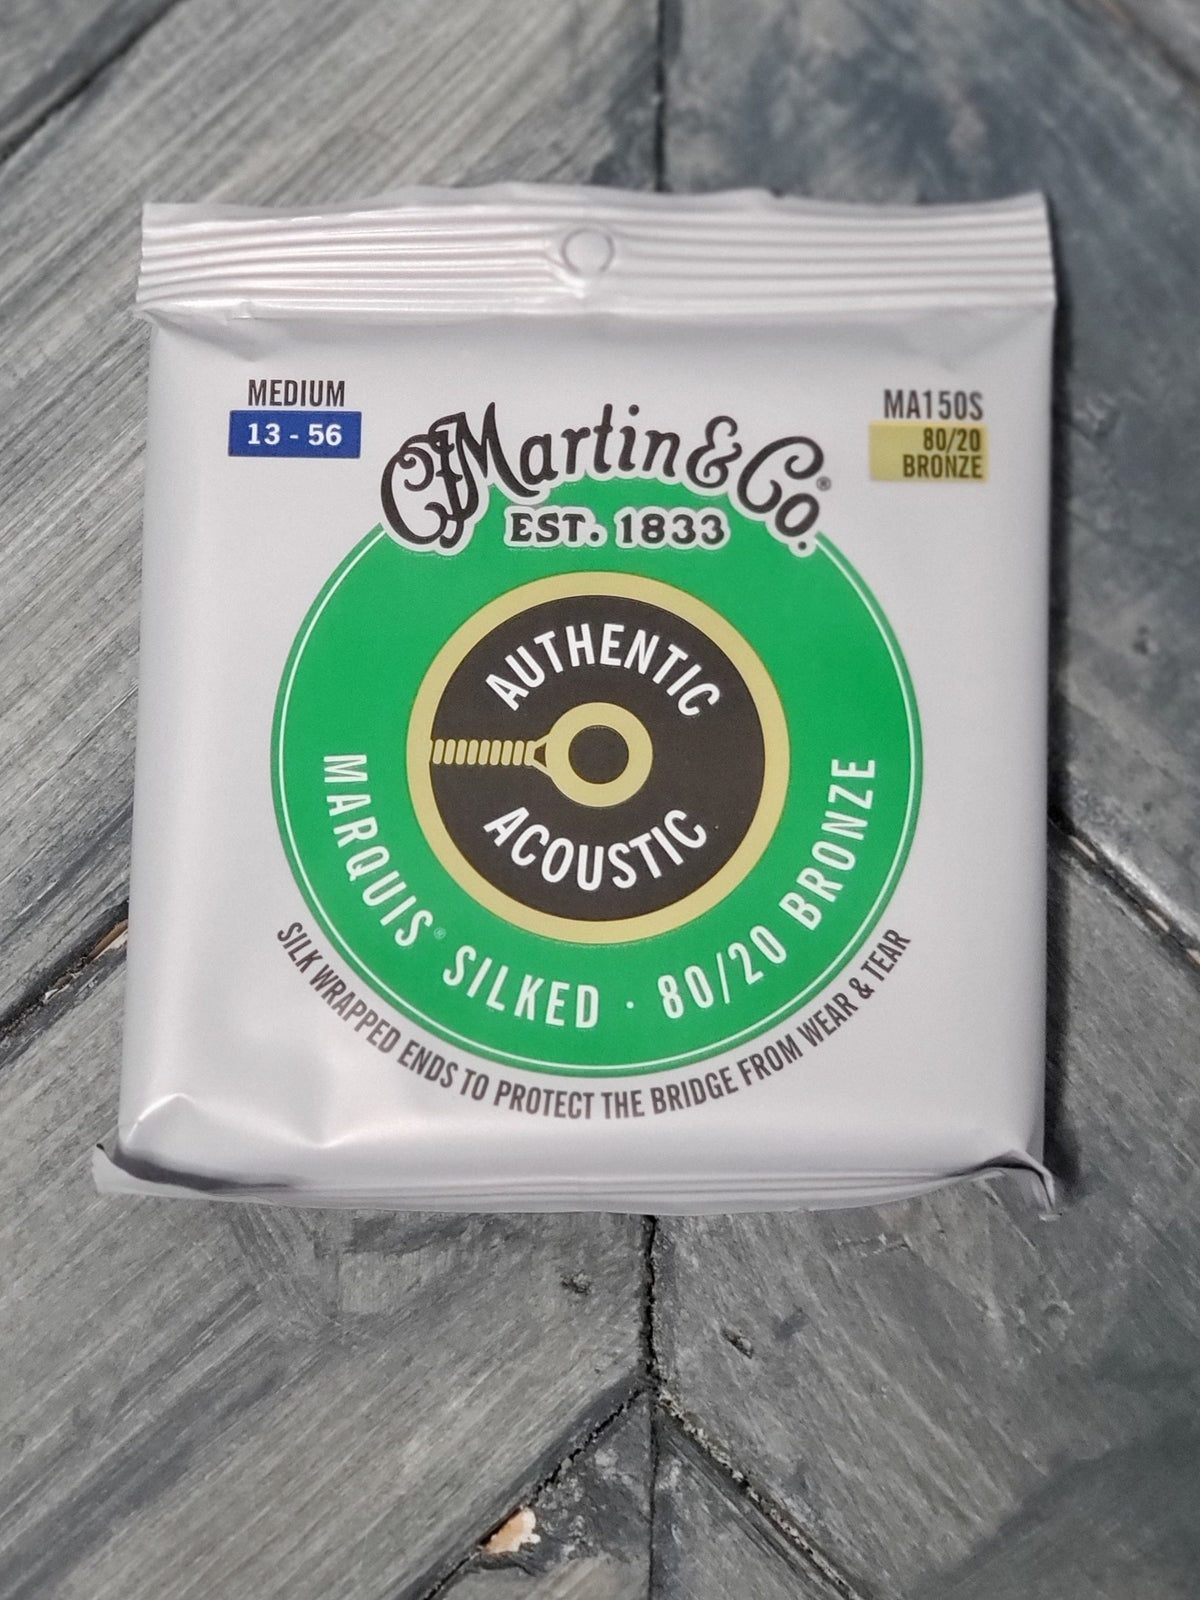 MEDIUM
13 - 56
MA150S
80/20
BRONZE
CFMartin & Co.®
EST. 1833
AUTHENTIC
ACOUSTIC
MARQUIS® SILKED · 80/20 BRONZE
SILK WRAPPED ENDS TO PROTECT THE BRIDGE FROM WEAR & TEAR